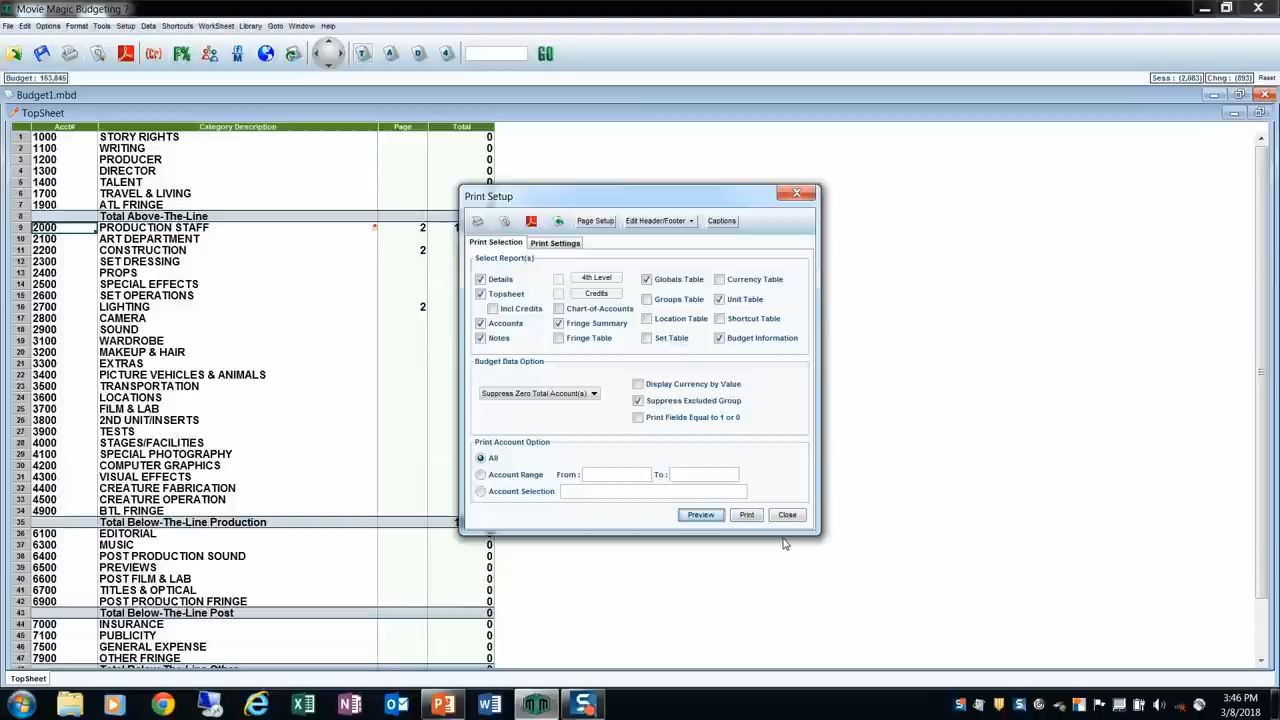 Movie Magic Budgeting 7
File Edit Options Format Tools Setup Data Shortcuts WorkSheet Library Goto Window Help
(Cr) F% T A D 4 GO
Budget : 163,845 Sess : (2,083) Chng : (893) Reset
Budget1.mbd
TopSheet
Acct# Category Description Page Total
1 1000 STORY RIGHTS 0
2 1100 WRITING 0
3 1200 PRODUCER 0
4 1300 DIRECTOR 0
5 1400 TALENT 0
6 1700 TRAVEL & LIVING
7 1900 ATL FRINGE
8 Total Above-The-Line
9 2000 PRODUCTION STAFF 2 1
10 2100 ART DEPARTMENT
11 2200 CONSTRUCTION 2
12 2300 SET DRESSING
13 2400 PROPS
14 2500 SPECIAL EFFECTS
15 2600 SET OPERATIONS
16 2700 LIGHTING 2
17 2800 CAMERA
18 2900 SOUND
19 3100 WARDROBE
20 3200 MAKEUP & HAIR
21 3300 EXTRAS
22 3400 PICTURE VEHICLES & ANIMALS
23 3500 TRANSPORTATION
24 3600 LOCATIONS
25 3700 FILM & LAB
26 3800 2ND UNIT/INSERTS
27 3900 TESTS
28 4000 STAGES/FACILITIES
29 4100 SPECIAL PHOTOGRAPHY
30 4200 COMPUTER GRAPHICS
31 4300 VISUAL EFFECTS
32 4400 CREATURE FABRICATION
33 4500 CREATURE OPERATION
34 4900 BTL FRINGE
35 Total Below-The-Line Production 1
36 6100 EDITORIAL 0
37 6300 MUSIC 0
38 6400 POST PRODUCTION SOUND 0
39 6500 PREVIEWS 0
40 6600 POST FILM & LAB 0
41 6700 TITLES & OPTICAL 0
42 6900 POST PRODUCTION FRINGE 0
43 Total Below-The-Line Post 0
44 7000 INSURANCE 0
45 7100 PUBLICITY 0
46 7500 GENERAL EXPENSE 0
47 7900 OTHER FRINGE 0
Total Below-The-Line Other
TopSheet
Print Setup
Page Setup Edit Header/Footer Captions
Print Selection Print Settings
Select Report(s)
Details 4th Level Globals Table Currency Table
Topsheet Credits Groups Table Unit Table
Incl Credits Chart-of-Accounts Location Table Shortcut Table
Accounts Fringe Summary
Notes Fringe Table Set Table Budget Information
Budget Data Option
Suppress Zero Total Account(s)
Display Currency by Value
Suppress Excluded Group
Print Fields Equal to 1 or 0
Print Account Option
All
Account Range From : To :
Account Selection
Preview Print Close
3:46 PM
3/8/2018